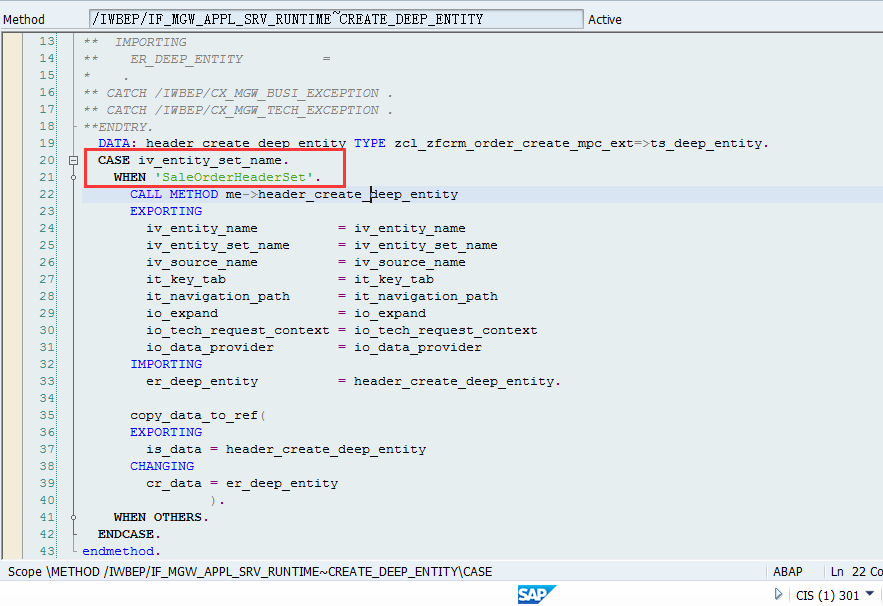 Method /IWBEP/IF_MGW_APPL_SRV_RUNTIME~CREATE_DEEP_ENTITY Active
13 ** IMPORTING
14 ** ER_DEEP_ENTITY =
15 * .
16 ** CATCH /IWBEP/CX_MGW_BUSI_EXCEPTION .
17 ** CATCH /IWBEP/CX_MGW_TECH_EXCEPTION .
18 **ENDTRY.
19 DATA: header_create_deep_entity TYPE zcl_zfcrm_order_create_mpc_ext=>ts_deep_entity.
20 CASE iv_entity_set_name.
21 WHEN 'SaleOrderHeaderSet'.
22 CALL METHOD me->header_create_deep_entity
23 EXPORTING
24 iv_entity_name = iv_entity_name
25 iv_entity_set_name = iv_entity_set_name
26 iv_source_name = iv_source_name
27 it_key_tab = it_key_tab
28 it_navigation_path = it_navigation_path
29 io_expand = io_expand
30 io_tech_request_context = io_tech_request_context
31 io_data_provider = io_data_provider
32 IMPORTING
33 er_deep_entity = header_create_deep_entity.
34
35 copy_data_to_ref(
36 EXPORTING
37 is_data = header_create_deep_entity
38 CHANGING
39 cr_data = er_deep_entity
40 ).
41 WHEN OTHERS.
42 ENDCASE.
43 endmethod.
Scope \METHOD /IWBEP/IF_MGW_APPL_SRV_RUNTIME~CREATE_DEEP_ENTITY\CASE ABAP Ln 22 Co
SAP CIS (1) 301